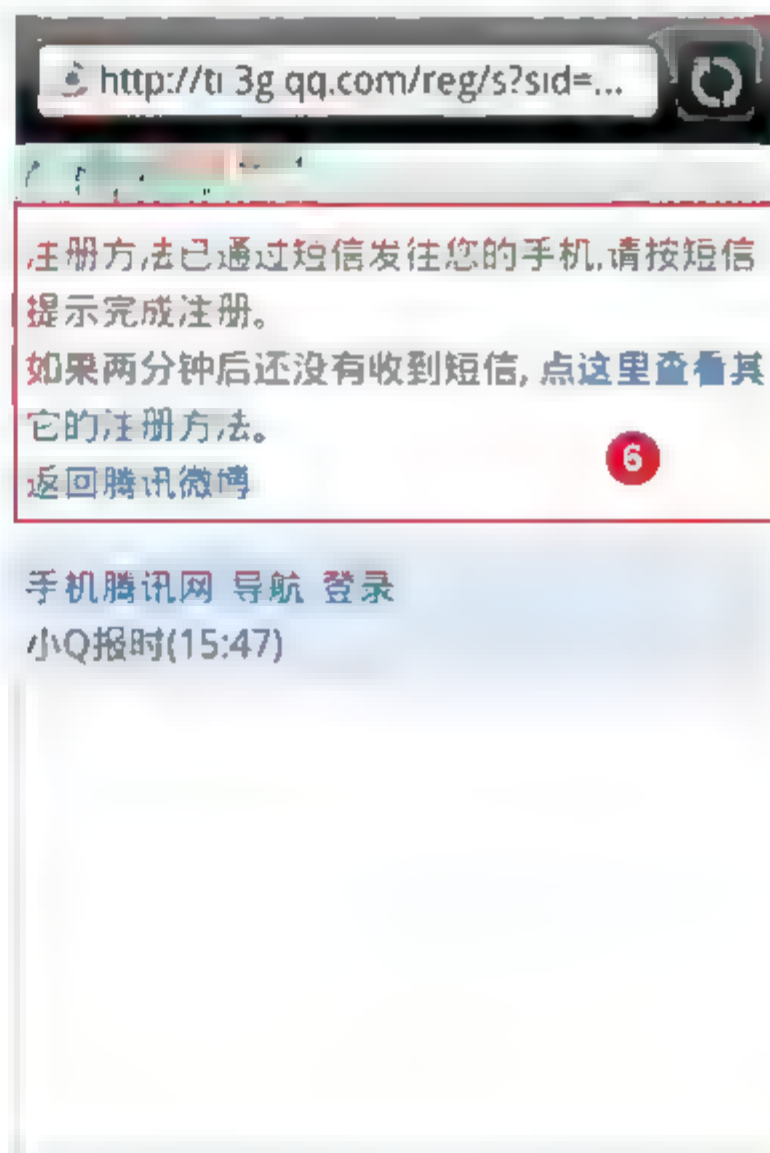 http://ti 3g qq.com/reg/s?sid=...
注册方法已通过短信发往您的手机,请按短信
提示完成注册。
如果两分钟后还没有收到短信, 点这里查看其
它的注册方法。
6
返回腾讯微博
手机腾讯网 导航 登录
小Q报时(15:47)